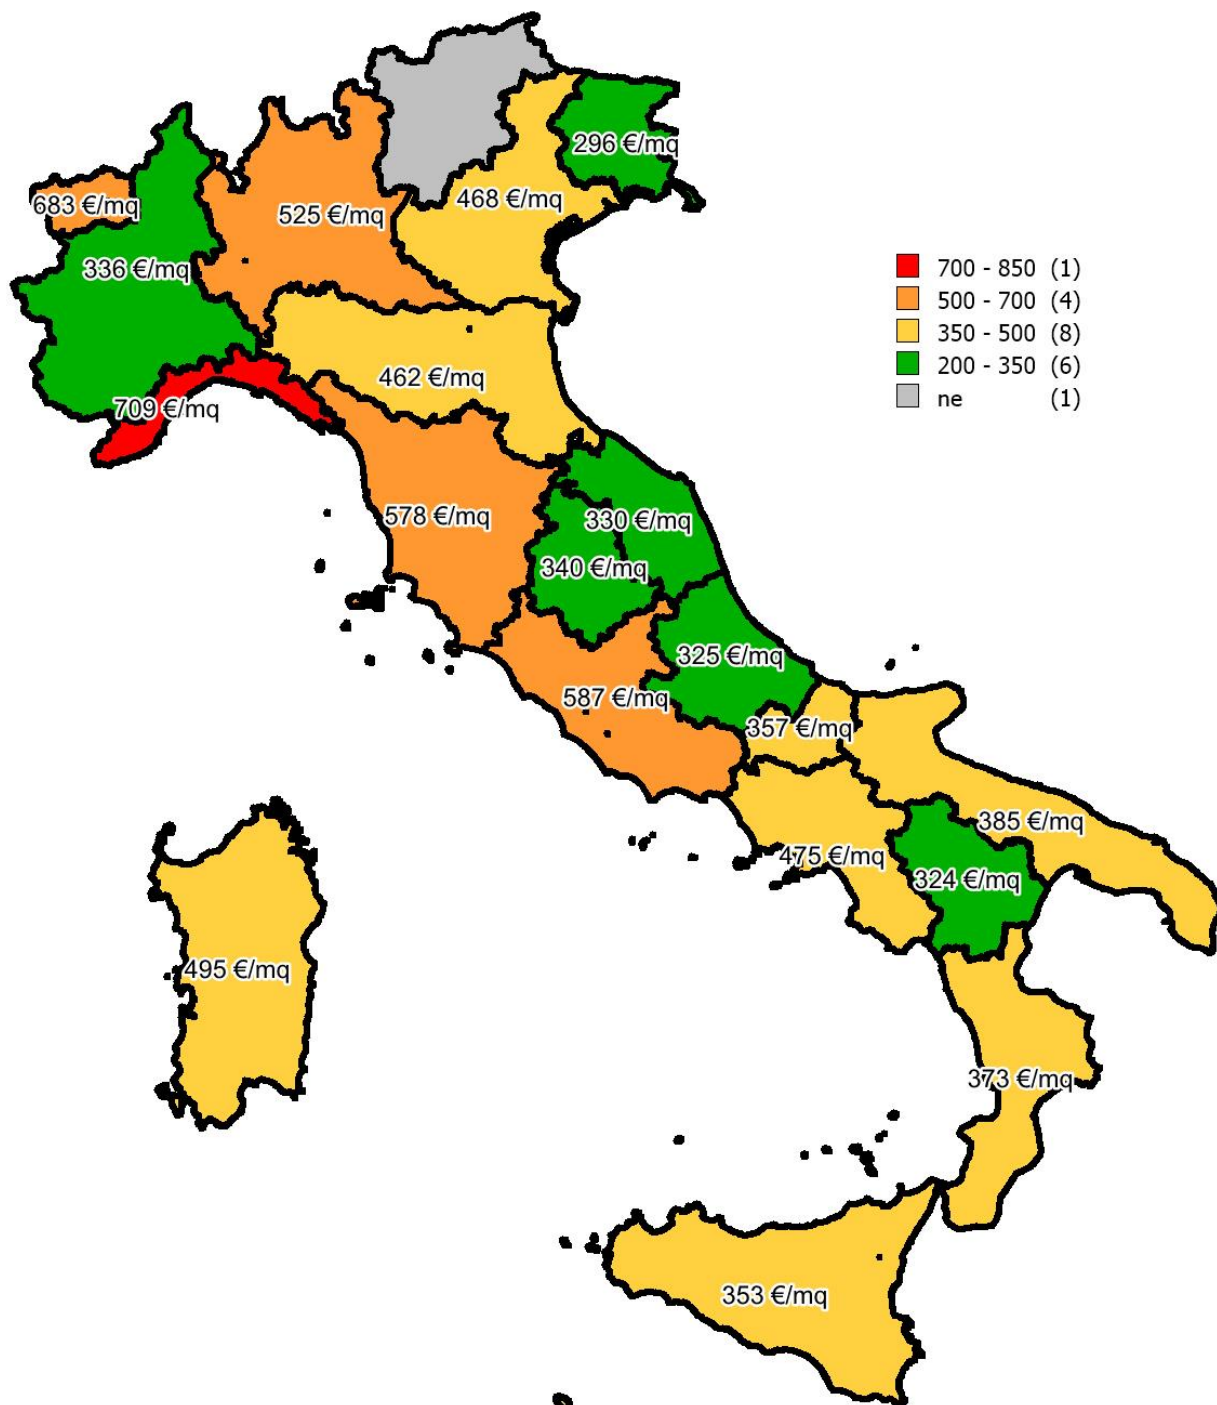 296 €/mq
683 €/mq
468 €/mq
525 €/mq
336 €/mq
700 - 850 (1)
500 - 700 (4)
350 - 500 (8)
200 - 350 (6)
ne (1)
462 €/mq
709 €/mq
578 €/mq
330 €/mq
340 €/mq
325 €/mq
587 €/mq
357 €/mq
385 €/mq
475 €/mq
324 €/mq
495 €/mq
373 €/mq
353 €/mq